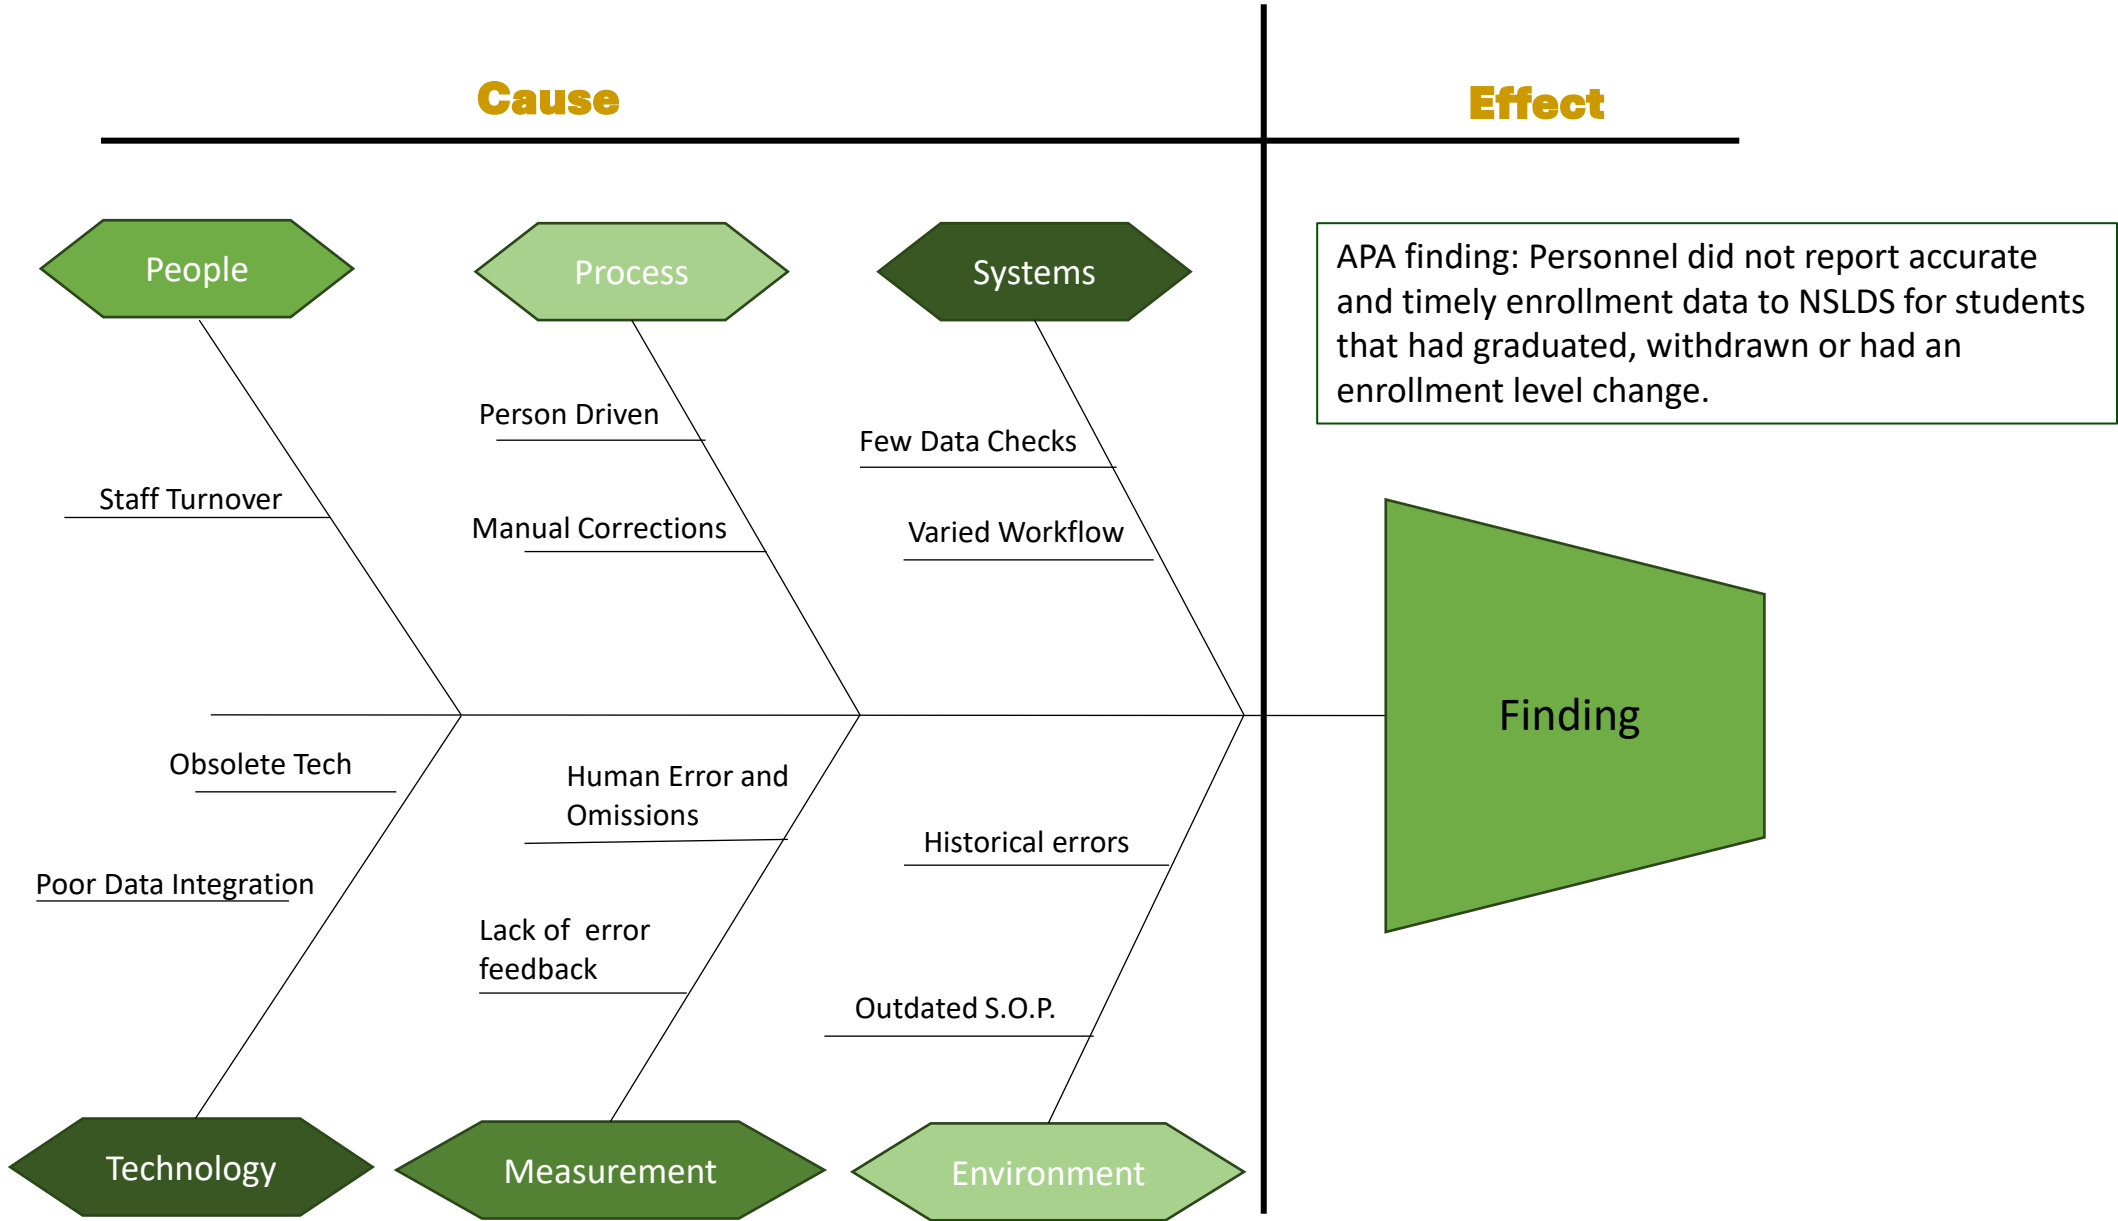 Cause
Effect
People
Process
Systems
APA finding: Personnel did not report accurate
and timely enrollment data to NSLDS for students
that had graduated, withdrawn or had an
enrollment level change.
Person Driven
Few Data Checks
Staff Turnover
Manual Corrections
Varied Workflow
Finding
Obsolete Tech
Human Error and
Omissions
Historical errors
Poor Data Integration
Lack of  error
feedback
Outdated S.O.P.
Technology
Measurement
Environment